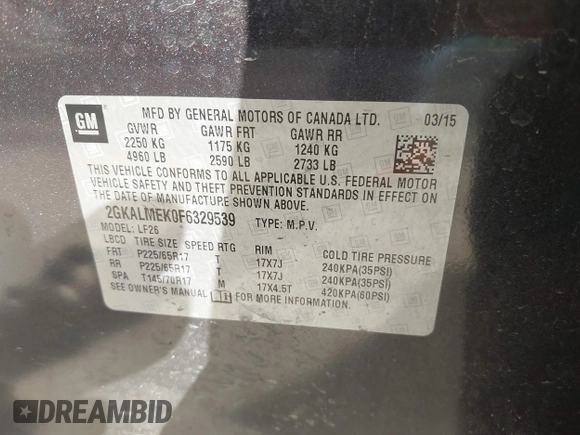 GM
MFD BY GENERAL MOTORS OF CANADA LTD. 03/15
GVWR GAWR FRT GAWR RR
2250 KG 1175 KG 1240 KG
4960 LB 2590 LB 2733 LB
THIS VEHICLE CONFORMS TO ALL APPLICABLE U.S. FEDERAL MOTOR
VEHICLE SAFETY AND THEFT PREVENTION STANDARDS IN EFFECT ON
THE DATE OF MANUFACTURE SHOWN ABOVE.
2GKALMEK0F6329539 TYPE: M.P.V.
MODEL: LF26
LBCD TIRE SIZE SPEED RTG RIM COLD TIRE PRESSURE
FRT P225/65R17 T 17X7J 240KPA(35PSI)
RR P225/65R17 T 17X7J 240KPA(35PSI)
SPA T145/70R17 M 17X4.5T 420KPA(60PSI)
SEE OWNER'S MANUAL FOR MORE INFORMATION.
DREAMBID